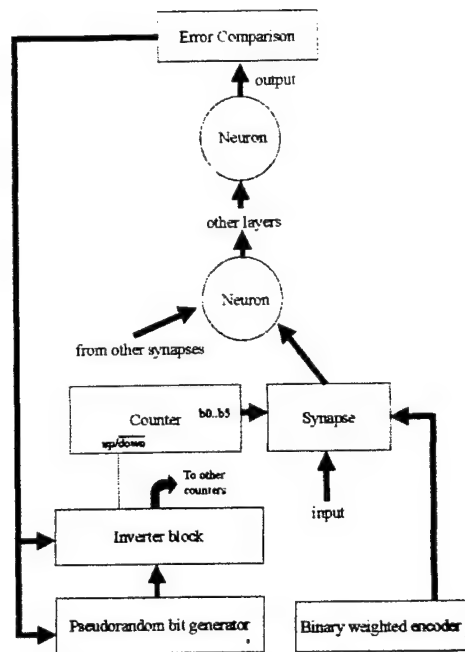 Error Comparison
output
Neuron
other layers
Neuron
from other synapses
Counter
b0..b5
up/down
Synapse
To other
counters
input
Inverter block
Pseudorandom bit generator
Binary weighted encoder